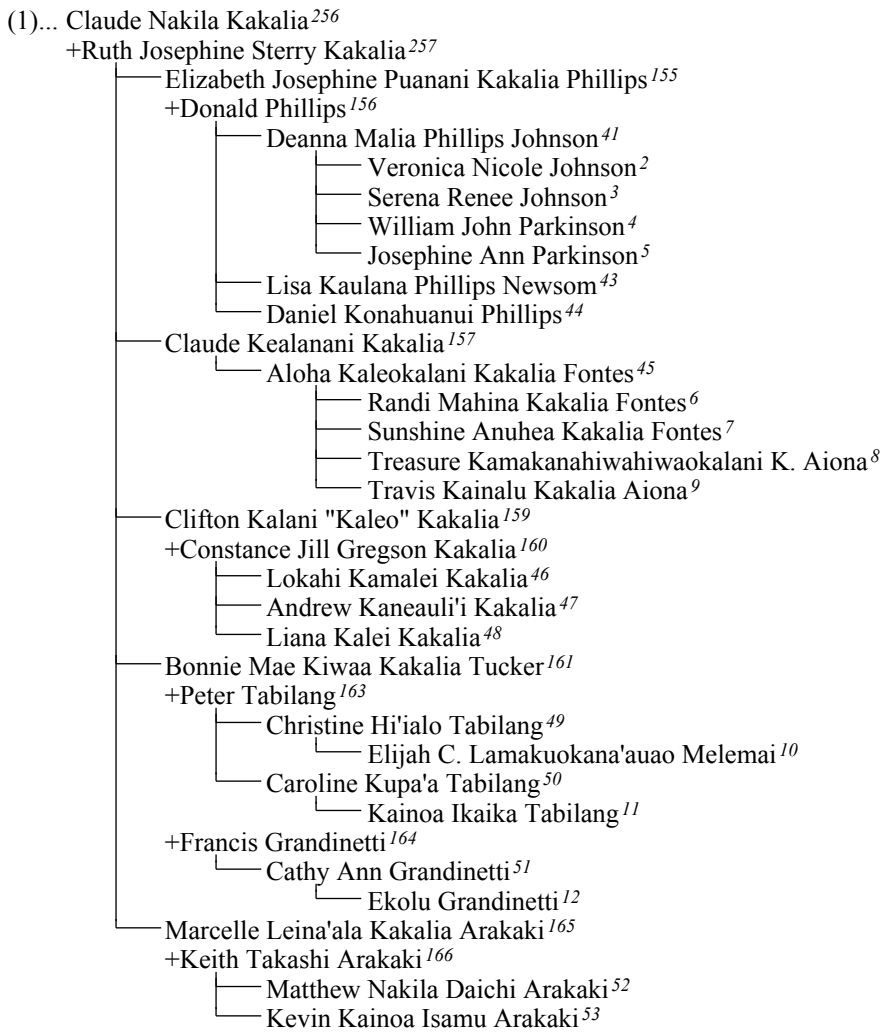 (1)... Claude Nakila Kakalia256
+Ruth Josephine Sterry Kakalia257
Elizabeth Josephine Puanani Kakalia Phillips155
+Donald Phillips156
Deanna Malia Phillips Johnson41
Veronica Nicole Johnson2
Serena Renee Johnson3
William John Parkinson4
Josephine Ann Parkinson5
Lisa Kaulana Phillips Newsom43
Daniel Konahuanui Phillips44
Claude Kealanani Kakalia157
Aloha Kaleokalani Kakalia Fontes45
Randi Mahina Kakalia Fontes6
Sunshine Anuhea Kakalia Fontes7
Treasure Kamakanahiwahiwaokalani K. Aiona8
Travis Kainalu Kakalia Aiona9
Clifton Kalani "Kaleo" Kakalia159
+Constance Jill Gregson Kakalia160
Lokahi Kamalei Kakalia46
Andrew Kaneauli'i Kakalia47
Liana Kalei Kakalia48
Bonnie Mae Kiwaa Kakalia Tucker161
+Peter Tabilang163
Christine Hi'ialo Tabilang49
Elijah C. Lamakuokana'auao Melemai10
Caroline Kupa'a Tabilang50
Kainoa Ikaika Tabilang11
+Francis Grandinetti164
Cathy Ann Grandinetti51
Ekolu Grandinetti12
Marcelle Leina'ala Kakalia Arakaki165
+Keith Takashi Arakaki166
Matthew Nakila Daichi Arakaki52
Kevin Kainoa Isamu Arakaki53